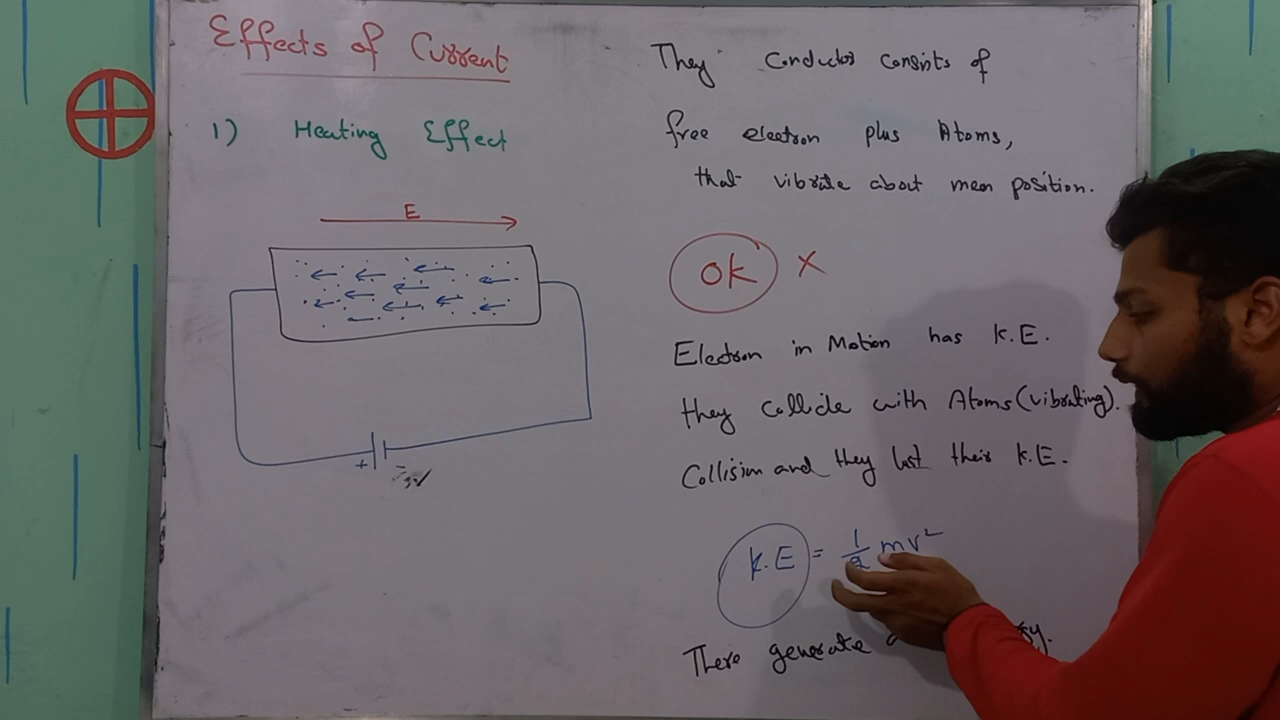 Effects of Current
1) Heating Effect
E
+
They conductor consits of
free electron plus Atoms,
that vibrate about mean position.
OK ×
Electron in Motion has K.E.
they collide with Atoms (vibrating).
Collision and they lost their K.E.
K.E = 1/2 mv²
There generate